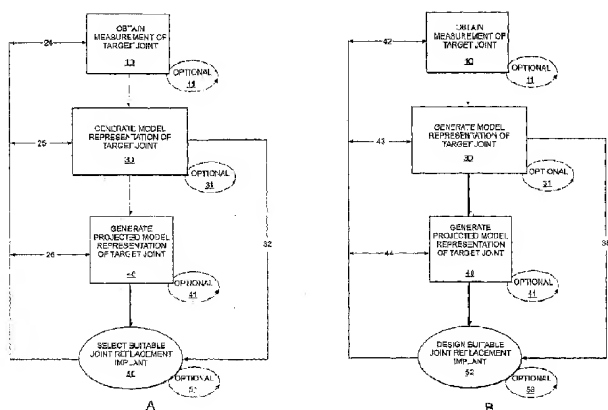 OBTAIN
MEASUREMENT OF
TARGET JOINT
10
OPTIONAL
11
24
GENERATE MODEL
REPRESENTATION OF
TARGET JOINT
30
OPTIONAL
31
25
32
GENERATE
PROJECTED MODEL
REPRESENTATION
OF TARGET JOINT
40
OPTIONAL
41
26
SELECT SUITABLE
JOINT REPLACEMENT
IMPLANT
OPTIONAL
A
OBTAIN
MEASUREMENT OF
TARGET JOINT
10
OPTIONAL
11
42
GENERATE MODEL
REPRESENTATION OF
TARGET JOINT
30
OPTIONAL
31
43
GENERATE
PROJECTED MODEL
REPRESENTATION
OF TARGET JOINT
40
OPTIONAL
41
44
DESIGN SUITABLE
JOINT REPLACEMENT
IMPLANT
52
OPTIONAL
53
B